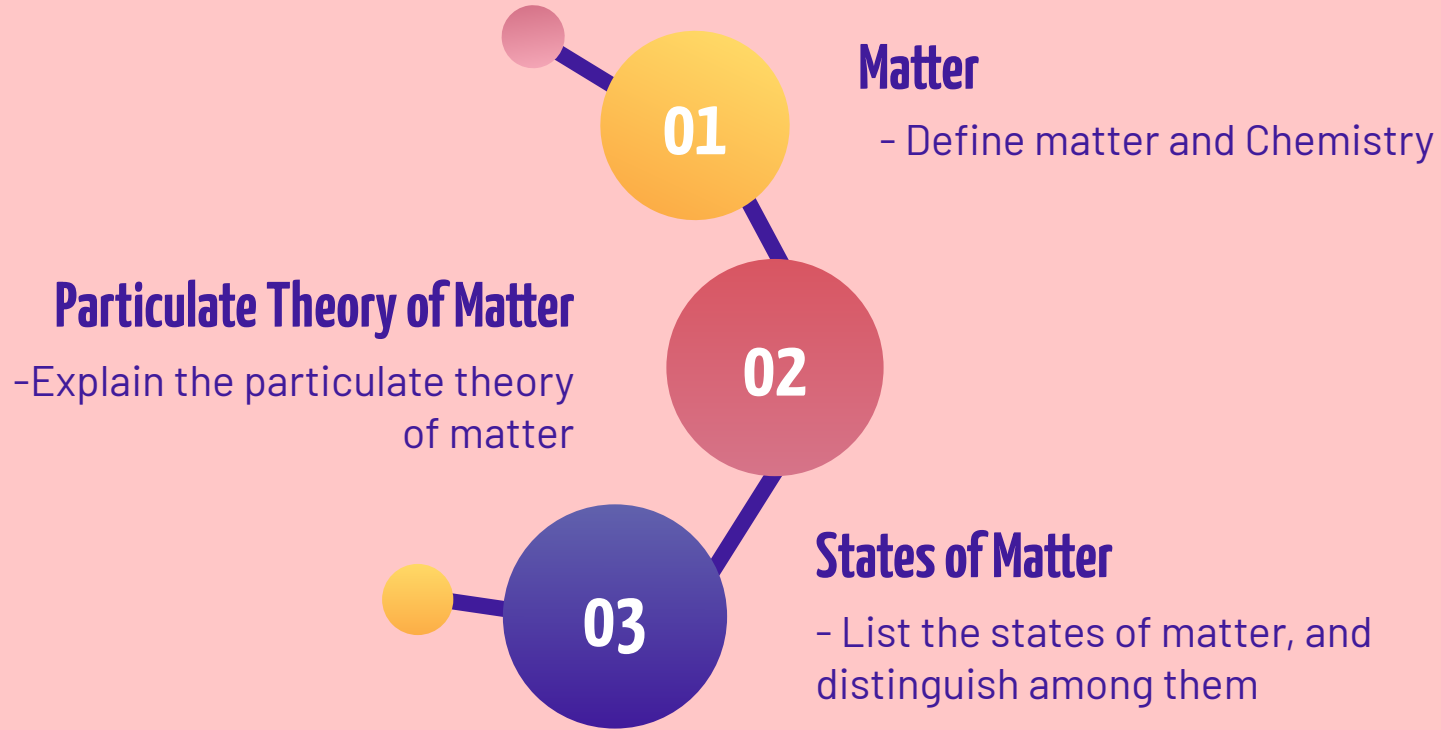 01
Matter
- Define matter and Chemistry
Particulate Theory of Matter
-Explain the particulate theory
of matter
02
03
States of Matter
- List the states of matter, and
distinguish among them